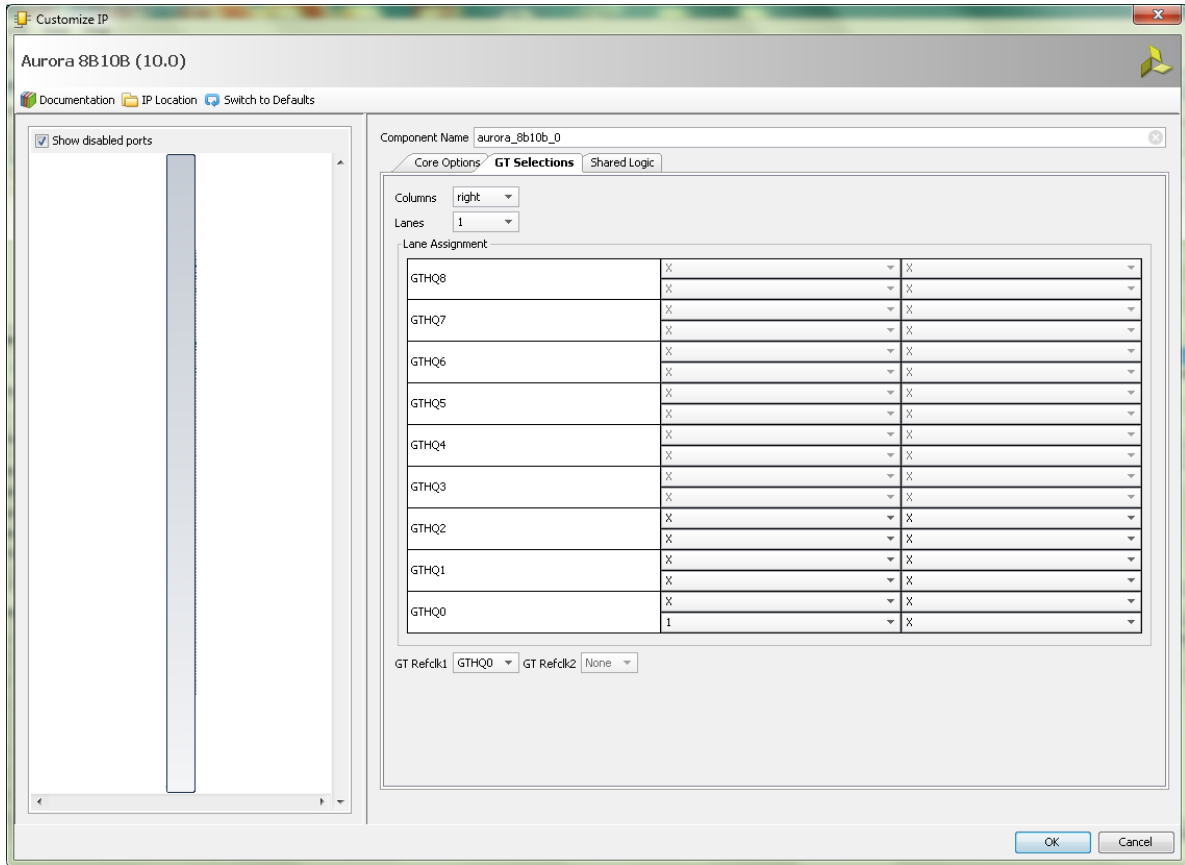 Customize IP
Aurora 8B10B (10.0)
Documentation IP Location Switch to Defaults
Show disabled ports
Component Name aurora_8b10b_0
Core Options GT Selections Shared Logic
Columns right
Lanes 1
Lane Assignment
GTHQ8
X X
X X
GTHQ7
X X
X X
GTHQ6
X X
X X
GTHQ5
X X
X X
GTHQ4
X X
X X
GTHQ3
X X
X X
GTHQ2
X X
X X
GTHQ1
X X
X X
GTHQ0
X X
1 X
GT Refclk1 GTHQ0 GT Refclk2 None
OK Cancel